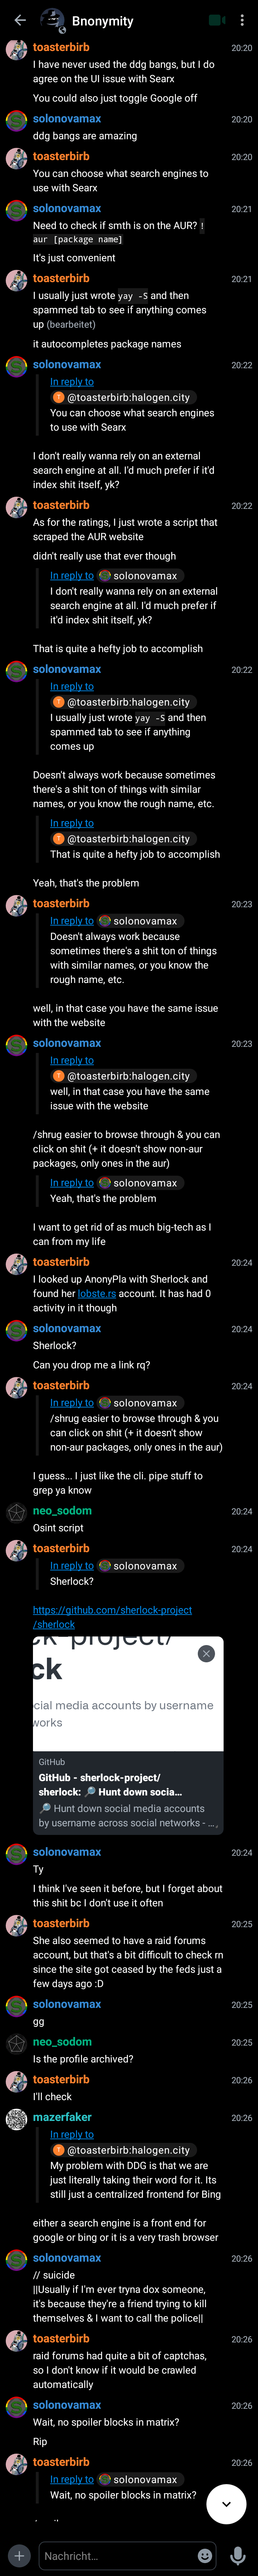 Bnonymity
toasterbirb 20:20
I have never used the ddg bangs, but I do
agree on the UI issue with Searx
You could also just toggle Google off
solonovamax 20:20
ddg bangs are amazing
toasterbirb 20:20
You can choose what search engines to
use with Searx
solonovamax 20:21
Need to check if smth is on the AUR? !
aur [package name]
It's just convenient
toasterbirb 20:21
I usually just wrote yay -S and then
spammed tab to see if anything comes
up (bearbeitet)
it autocompletes package names
solonovamax 20:22
In reply to
T @toasterbirb:halogen.city
You can choose what search engines
to use with Searx
I don't really wanna rely on an external
search engine at all. I'd much prefer if it'd
index shit itself, yk?
toasterbirb 20:22
As for the ratings, I just wrote a script that
scraped the AUR website
didn't really use that ever though
In reply to solonovamax
I don't really wanna rely on an external
search engine at all. I'd much prefer if
it'd index shit itself, yk?
That is quite a hefty job to accomplish
solonovamax 20:22
In reply to
T @toasterbirb:halogen.city
I usually just wrote yay -S and then
spammed tab to see if anything
comes up
Doesn't always work because sometimes
there's a shit ton of things with similar
names, or you know the rough name, etc.
In reply to
T @toasterbirb:halogen.city
That is quite a hefty job to accomplish
Yeah, that's the problem
toasterbirb 20:23
In reply to solonovamax
Doesn't always work because
sometimes there's a shit ton of things
with similar names, or you know the
rough name, etc.
well, in that case you have the same issue
with the website
solonovamax 20:23
In reply to
T @toasterbirb:halogen.city
well, in that case you have the same
issue with the website
/shrug easier to browse through & you can
click on shit (+ it doesn't show non-aur
packages, only ones in the aur)
In reply to solonovamax
Yeah, that's the problem
I want to get rid of as much big-tech as I
can from my life
toasterbirb 20:24
I looked up AnonyPla with Sherlock and
found her lobste.rs account. It has had 0
activity in it though
solonovamax 20:24
Sherlock?
Can you drop me a link rq?
toasterbirb 20:24
In reply to solonovamax
/shrug easier to browse through & you
can click on shit (+ it doesn't show
non-aur packages, only ones in the aur)
I guess... I just like the cli. pipe stuff to
grep ya know
neo_sodom 20:24
Osint script
toasterbirb 20:24
In reply to solonovamax
Sherlock?
https://github.com/sherlock-project
/sherlock
ck-project/
ck
cial media accounts by username
works
GitHub
GitHub - sherlock-project/
sherlock: 🔎 Hunt down socia...
🔎 Hunt down social media accounts
by username across social networks - ...
solonovamax 20:24
Ty
I think I've seen it before, but I forget about
this shit bc I don't use it often
toasterbirb 20:25
She also seemed to have a raid forums
account, but that's a bit difficult to check rn
since the site got ceased by the feds just a
few days ago :D
solonovamax 20:25
gg
neo_sodom 20:25
Is the profile archived?
toasterbirb 20:26
I'll check
mazerfaker 20:26
In reply to
T @toasterbirb:halogen.city
My problem with DDG is that we are
just literally taking their word for it. Its
still just a centralized frontend for Bing
either a search engine is a front end for
google or bing or it is a very trash browser
solonovamax 20:26
// suicide
||Usually if I'm ever tryna dox someone,
it's because they're a friend trying to kill
themselves & I want to call the police||
toasterbirb 20:26
raid forums had quite a bit of captchas,
so I don't know if it would be crawled
automatically
solonovamax 20:26
Wait, no spoiler blocks in matrix?
Rip
toasterbirb 20:26
In reply to solonovamax
Wait, no spoiler blocks in matrix?
Nachricht...